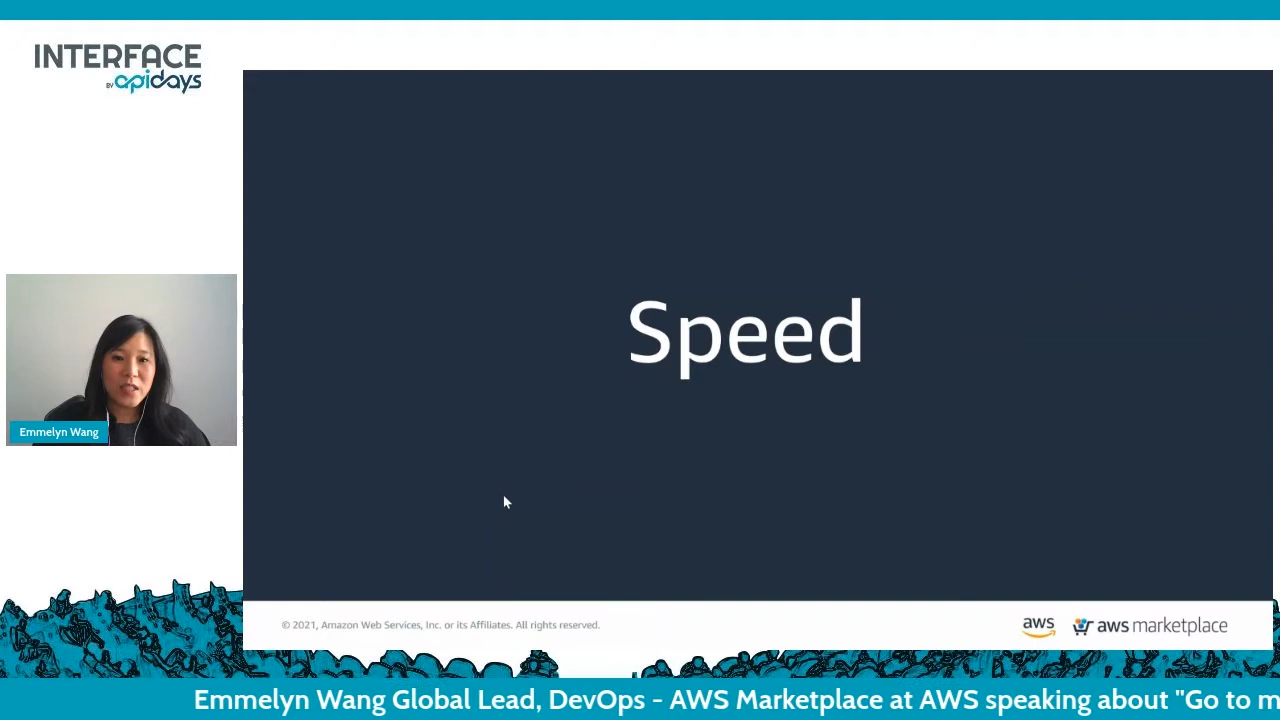 INTERFACE
BY apidays
Speed
Emmelyn Wang
© 2021, Amazon Web Services, Inc. or its Affiliates. All rights reserved.
aws
aws marketplace
Emmelyn Wang Global Lead, DevOps - AWS Marketplace at AWS speaking about "Go to m